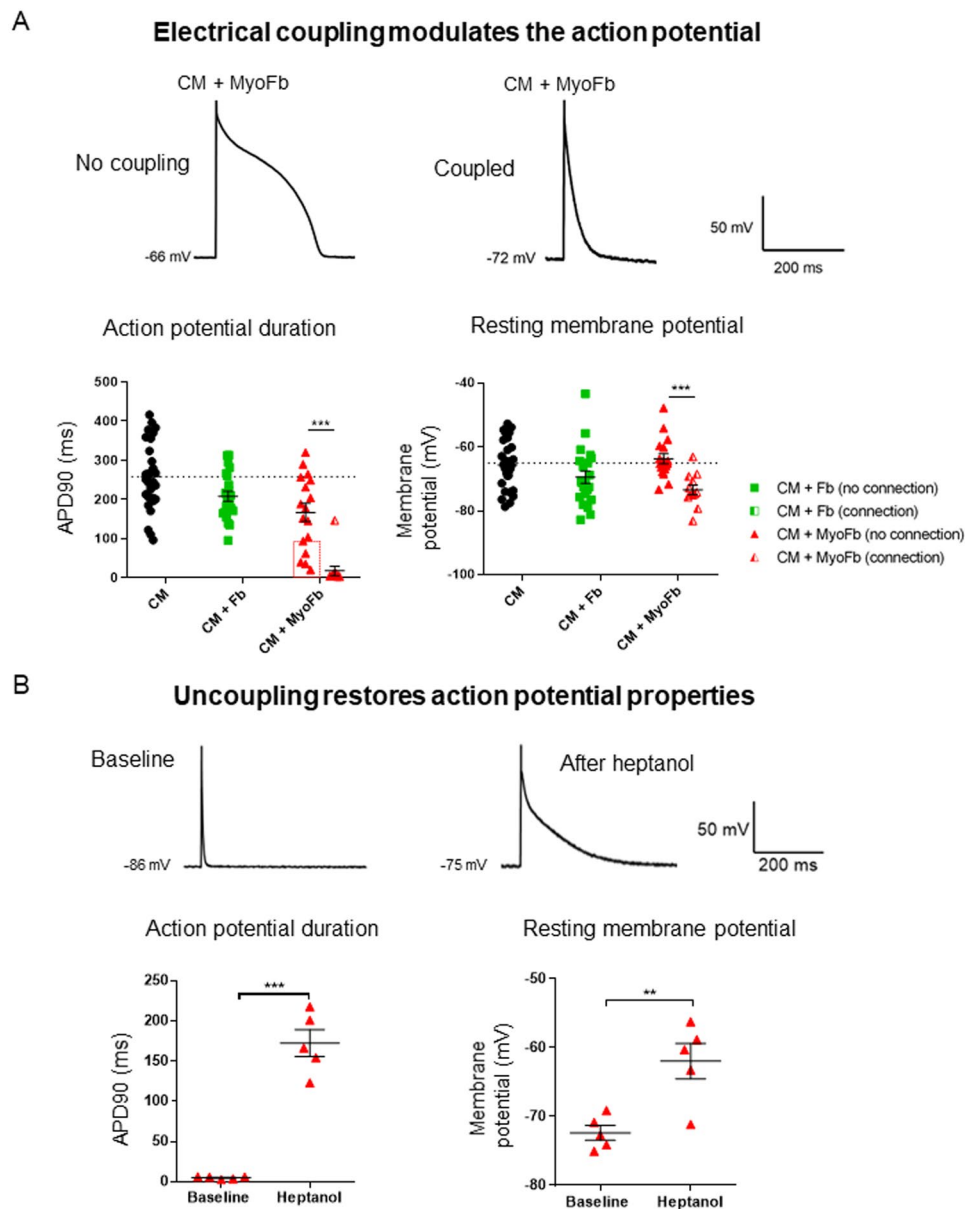 A
Electrical coupling modulates the action potential
CM + MyoFb
CM + MyoFb
No coupling
Coupled
-66 mV
-72 mV
50 mV
200 ms
Action potential duration
Resting membrane potential
APD90 (ms)
500
400
300
200
100
0
***
CM
CM + Fb
CM + MyoFb
Membrane
potential (mV)
-40
-60
-80
-100
***
CM
CM + Fb
CM + MyoFb
CM + Fb (no connection)
CM + Fb (connection)
CM + MyoFb (no connection)
CM + MyoFb (connection)
B
Uncoupling restores action potential properties
Baseline
After heptanol
-86 mV
-75 mV
50 mV
200 ms
Action potential duration
Resting membrane potential
APD90 (ms)
250
200
150
100
50
0
***
Baseline
Heptanol
Membrane
potential (mV)
-50
-60
-70
-80
**
Baseline
Heptanol